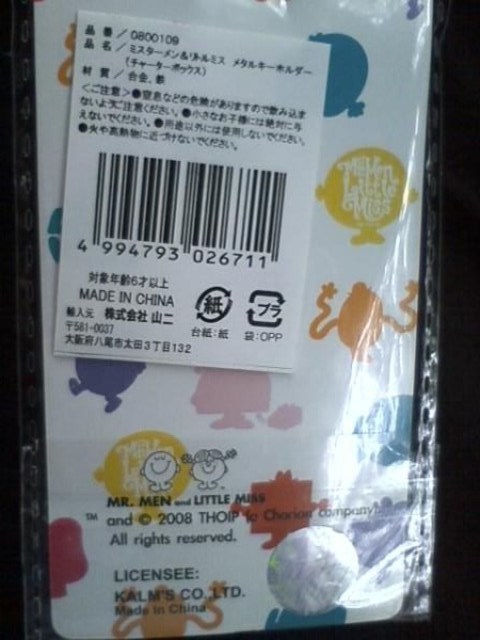 品 番 / 0800109
品 名 / ミスターメン&リトルミス メタルキーホルダー
(チャーターボックス)
材 質 / 合金、鉄
<ご注意>●窒息などの危険がありますので飲み込ま
ないようご注意ください。●小さなお子様には絶対に与
えないでください。●用途以外には使用しないでください。
●火や高熱物に近づけないでください。
4 994793 026711
対象年齢6才以上
MADE IN CHINA
輸入元 株式会社 山二
〒581-0037
大阪府八尾市太田3丁目132
紙
台紙:紙
プラ
袋:OPP
Mr.Men
Little
Miss
Mr.Men
Little
MR. MEN and LITTLE MISS
™ and © 2008 THOIP (a Chorion company).
All rights reserved.
LICENSEE:
KALM'S CO.,LTD.
Made in China